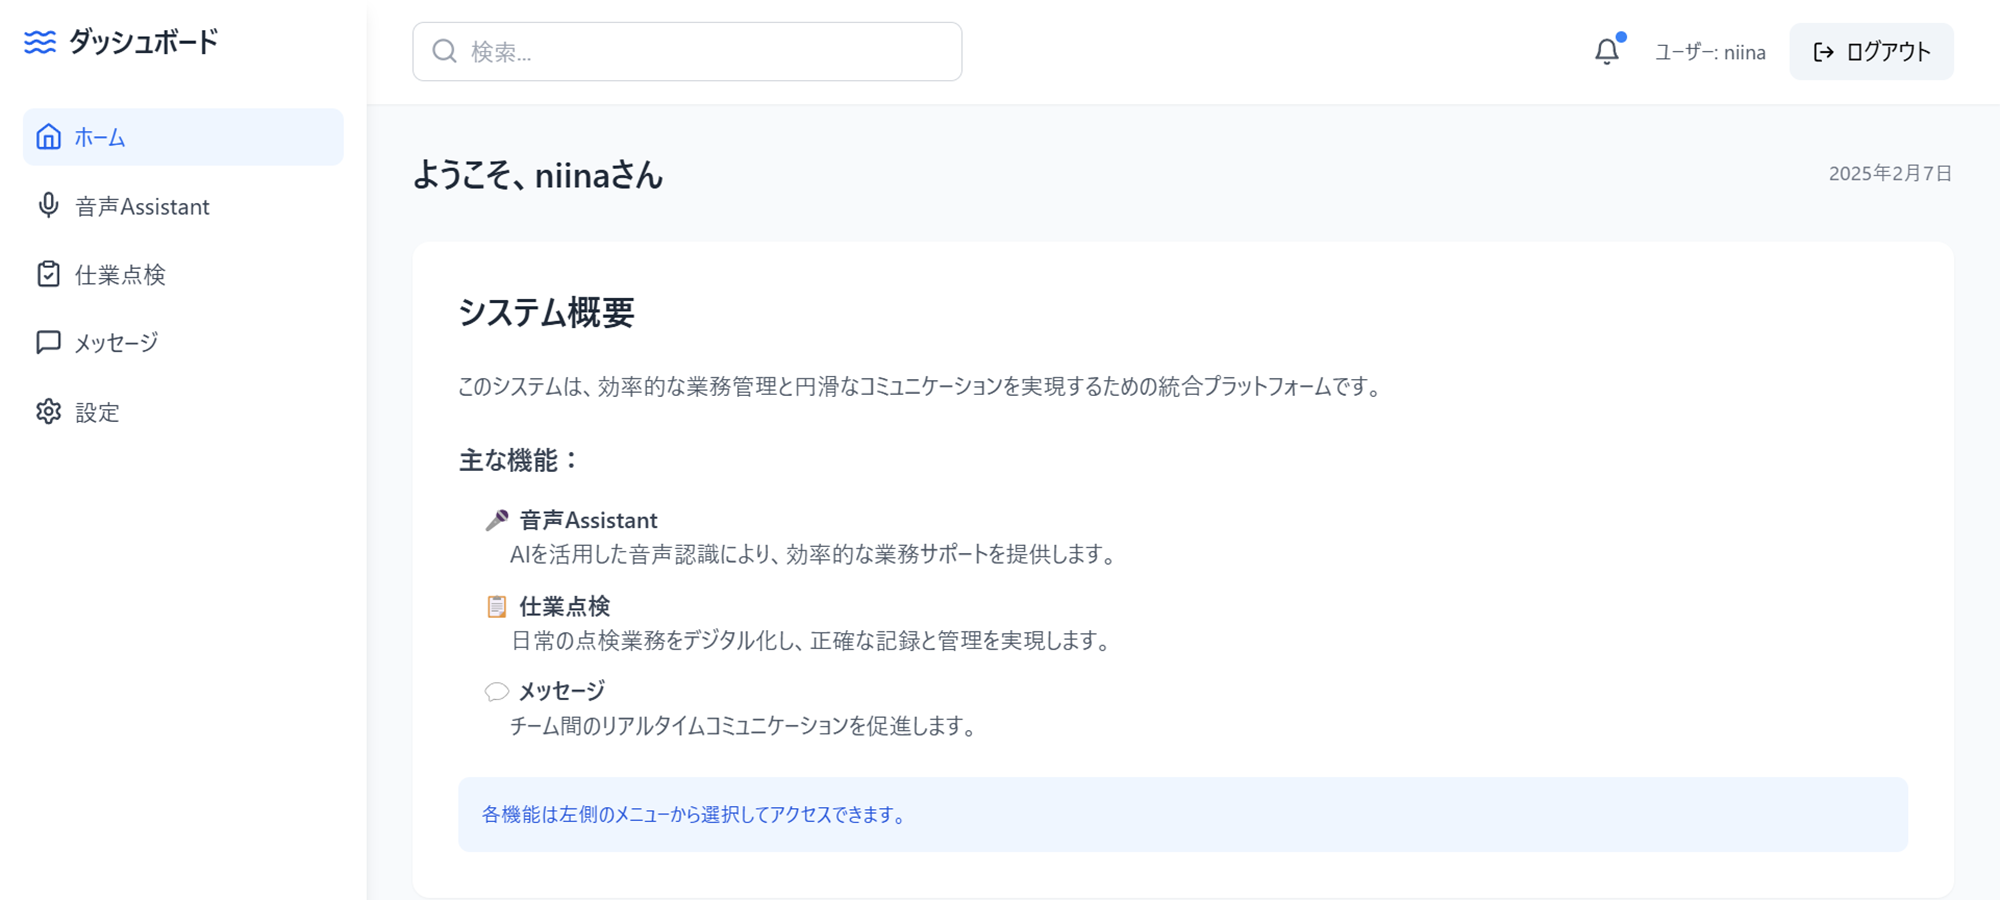 ダッシュボード
検索...
ユーザー: niina
ログアウト
ホーム
音声Assistant
仕業点検
メッセージ
設定
ようこそ、niinaさん
2025年2月7日
システム概要
このシステムは、効率的な業務管理と円滑なコミュニケーションを実現するための統合プラットフォームです。
主な機能：
音声Assistant
AIを活用した音声認識により、効率的な業務サポートを提供します。
仕業点検
日常の点検業務をデジタル化し、正確な記録と管理を実現します。
メッセージ
チーム間のリアルタイムコミュニケーションを促進します。
各機能は左側のメニューから選択してアクセスできます。